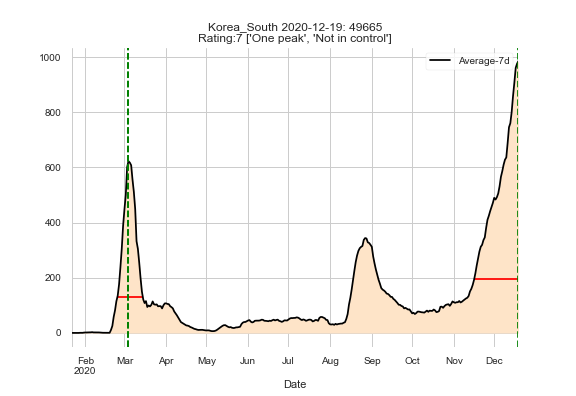 Korea_South 2020-12-19: 49665
Rating:7 ['One peak', 'Not in control']
Average-7d
1000
800
600
400
200
0
Feb Mar Apr May Jun Jul Aug Sep Oct Nov Dec
2020
Date